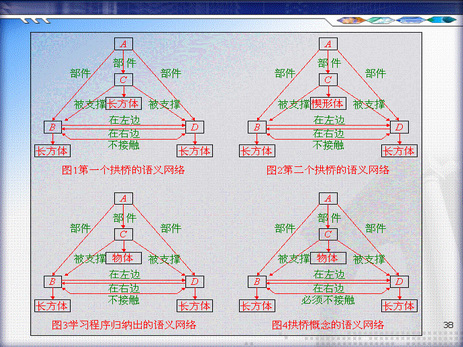 A
部件
部件
部件
C
被支撑
长方体
被支撑
B
在左边
D
在右边
长方体
不接触
长方体
图1第一个拱桥的语义网络
A
部件
部件
部件
C
被支撑
楔形体
被支撑
B
在左边
D
在右边
长方体
不接触
长方体
图2第二个拱桥的语义网络
A
部件
部件
部件
C
被支撑
物体
被支撑
B
在左边
D
在右边
长方体
不接触
长方体
图3学习程序归纳出的语义网络
A
部件
部件
部件
C
被支撑
物体
被支撑
B
在左边
D
在右边
长方体
必须不接触
长方体
图4拱桥概念的语义网络
38